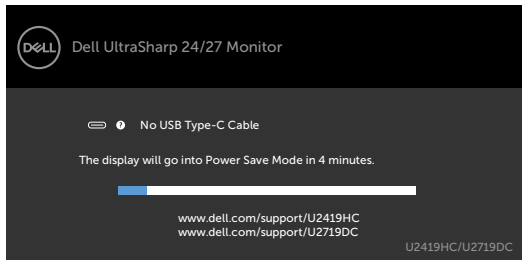 DELL
Dell UltraSharp 24/27 Monitor
? No USB Type-C Cable
The display will go into Power Save Mode in 4 minutes.
www.dell.com/support/U2419HC
www.dell.com/support/U2719DC
U2419HC/U2719DC